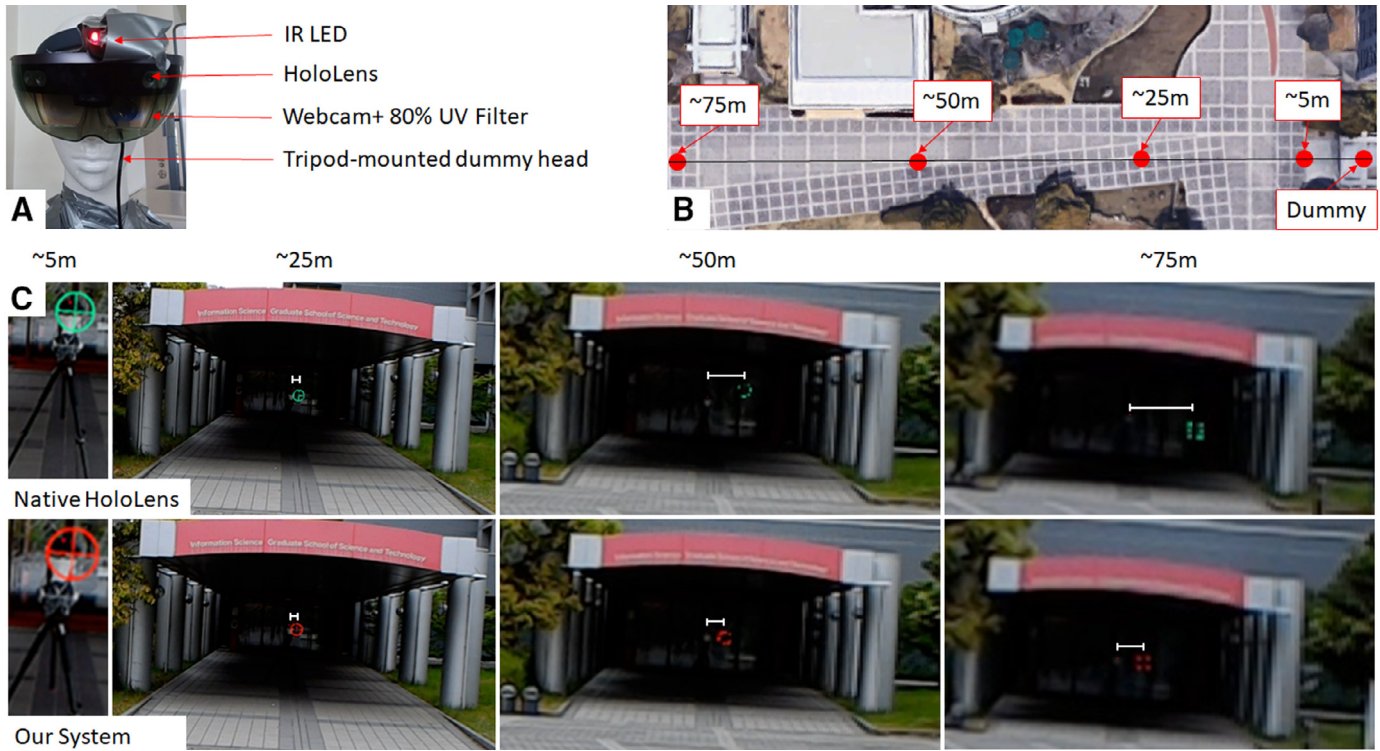 IR LED
HoloLens
Webcam+ 80% UV Filter
Tripod-mounted dummy head
A
~75m
~50m
~25m
~5m
Dummy
B
~5m
~25m
~50m
~75m
C
Information Science Graduate School of Science and Technology
Information Science Graduate School of Science and Technology
Native HoloLens
Information Science Graduate School of Science and Technology
Information Science Graduate School of Science and Technology
Our System